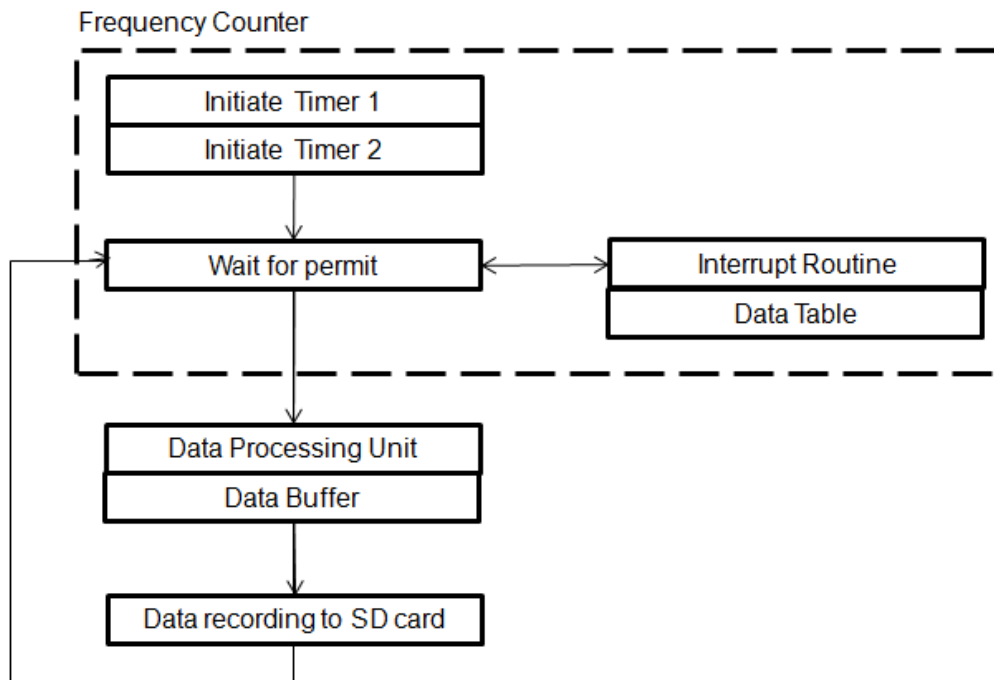 Frequency Counter
Initiate Timer 1
Initiate Timer 2
Wait for permit
Interrupt Routine
Data Table
Data Processing Unit
Data Buffer
Data recording to SD card